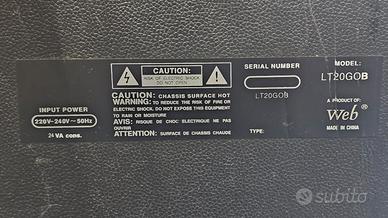 INPUT POWER
220V-240V~50Hz
24 VA cons.
CAUTION:
RISK OF ELECTRIC SHOCK
DO NOT OPEN
CAUTION: CHASSIS SURFACE HOT
WARNING: TO REDUCE THE RISK OF FIRE OR
ELECTRIC SHOCK, DO NOT EXPOSE THIS EQUIPMENT
TO RAIN OR MOISTURE
AVIS: RISQUE DE CHOC ELECTRIQUE NE PAS
OUVRIR
ATTENTION: SURFACE DE CHASSIS CHAUDE
SERIAL NUMBER
LT20GOB
TYPE:
MODEL:
LT20GOB
A PRODUCT OF:
Web®
MADE IN CHINA
subito